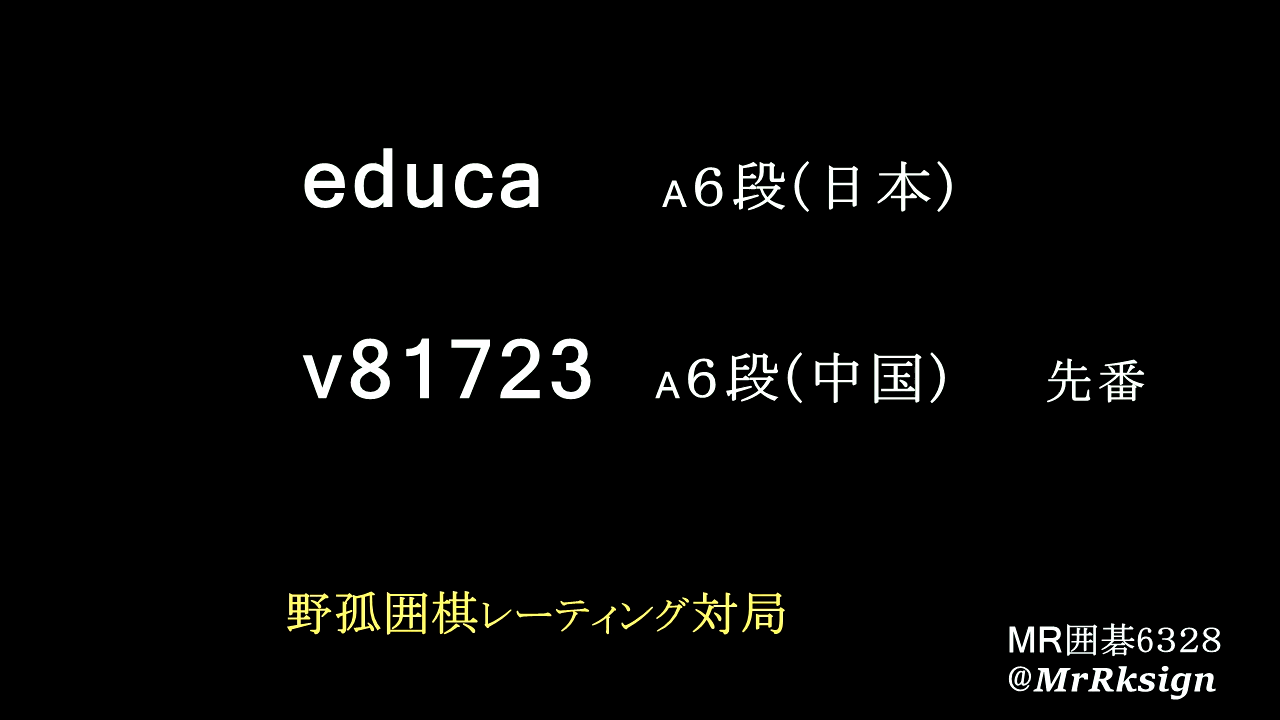 educa A6段(日本)
v81723 A6段(中国) 先番
野孤囲棋レーティング対局
MR囲碁6328
@MrRksign